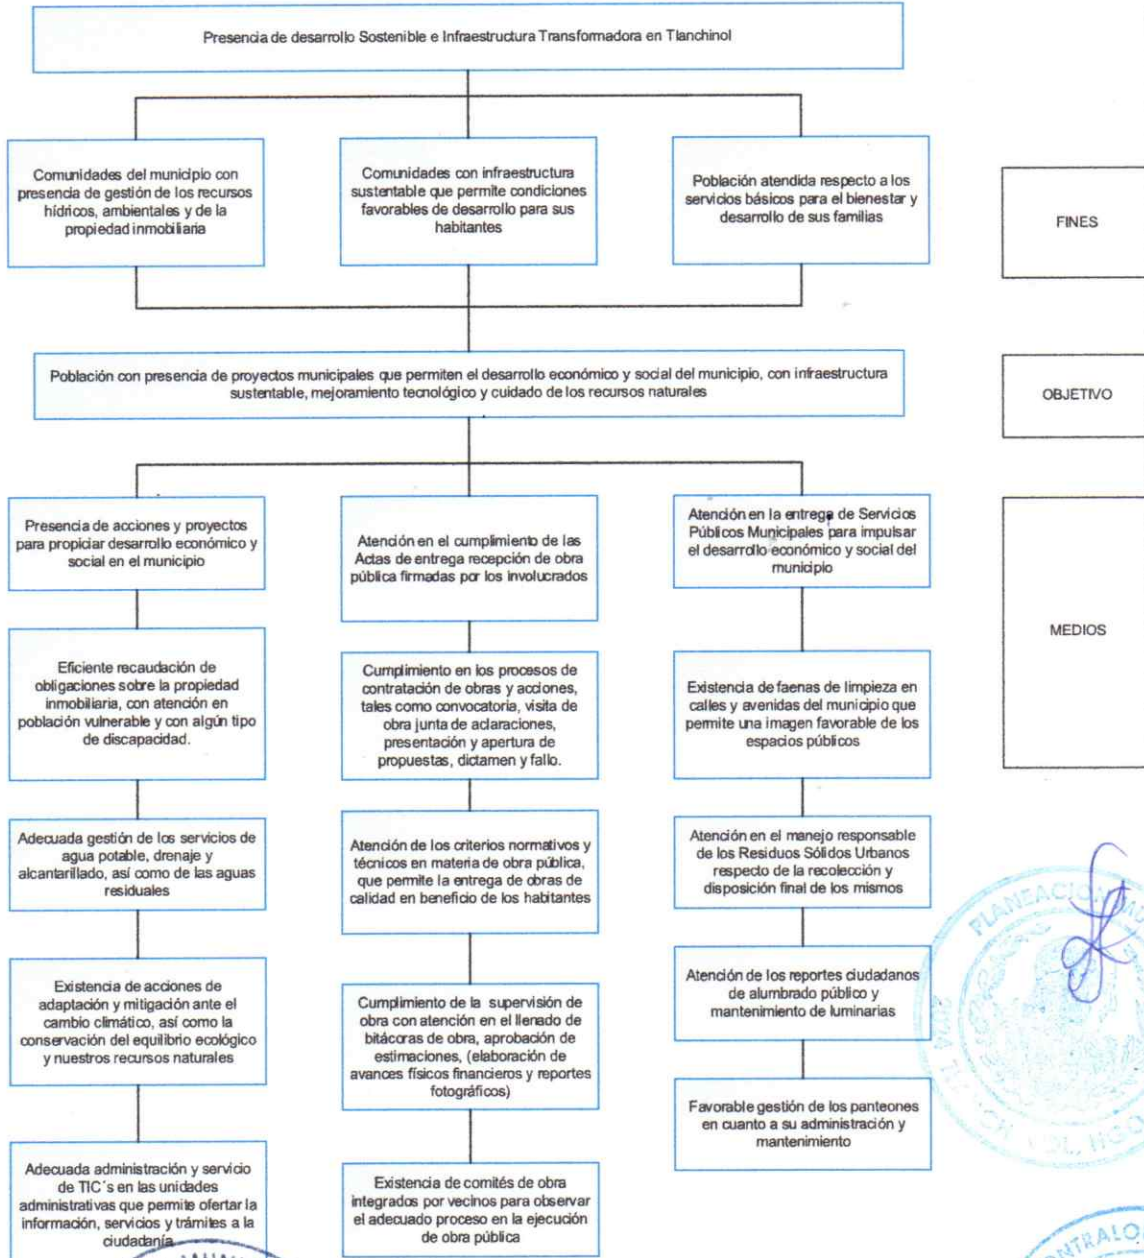 Presencia de desarrollo Sostenible e Infraestructura Transformadora en Tlanchinol
Comunidades del municipio con
presencia de gestión de los recursos
hídricos, ambientales y de la
propiedad inmobiliaria
Comunidades con infraestructura
sustentable que permite condiciones
favorables de desarrollo para sus
habitantes
Población atendida respecto a los
servicios básicos para el bienestar y
desarrollo de sus familias
FINES
Población con presencia de proyectos municipales que permiten el desarrollo económico y social del municipio, con infraestructura
sustentable, mejoramiento tecnológico y cuidado de los recursos naturales
OBJETIVO
Presencia de acciones y proyectos
para propiciar desarrollo económico y
social en el municipio
Atención en el cumplimiento de las
Actas de entrega recepción de obra
pública firmadas por los involucrados
Atención en la entrega de Servicios
Públicos Municipales para impulsar
el desarrollo económico y social del
municipio
MEDIOS
Eficiente recaudación de
obligaciones sobre la propiedad
inmobiliaria, con atención en
población vulnerable y con algún tipo
de discapacidad.
Cumplimiento en los procesos de
contratación de obras y acciones,
tales como convocatoria, visita de
obra junta de aclaraciones,
presentación y apertura de
propuestas, dictamen y fallo.
Existencia de faenas de limpieza en
calles y avenidas del municipio que
permite una imagen favorable de los
espacios públicos
Adecuada gestión de los servicios de
agua potable, drenaje y
alcantarillado, así como de las aguas
residuales
Atención de los criterios normativos y
técnicos en materia de obra pública,
que permite la entrega de obras de
calidad en beneficio de los habitantes
Atención en el manejo responsable
de los Residuos Sólidos Urbanos
respecto de la recolección y
disposición final de los mismos
Existencia de acciones de
adaptación y mitigación ante el
cambio climático, así como la
conservación del equilibrio ecológico
y nuestros recursos naturales
Cumplimiento de la supervisión de
obra con atención en el llenado de
bitácoras de obra, aprobación de
estimaciones, (elaboración de
avances físicos financieros y reportes
fotográficos)
Atención de los reportes ciudadanos
de alumbrado público y
mantenimiento de luminarias
Favorable gestión de los panteones
en cuanto a su administración y
mantenimiento
Adecuada administración y servicio
de TIC´s en las unidades
administrativas que permite ofertar la
información, servicios y trámites a la
ciudadanía
Existencia de comités de obra
integrados por vecinos para observar
el adecuado proceso en la ejecución
de obra pública
PLANEACION